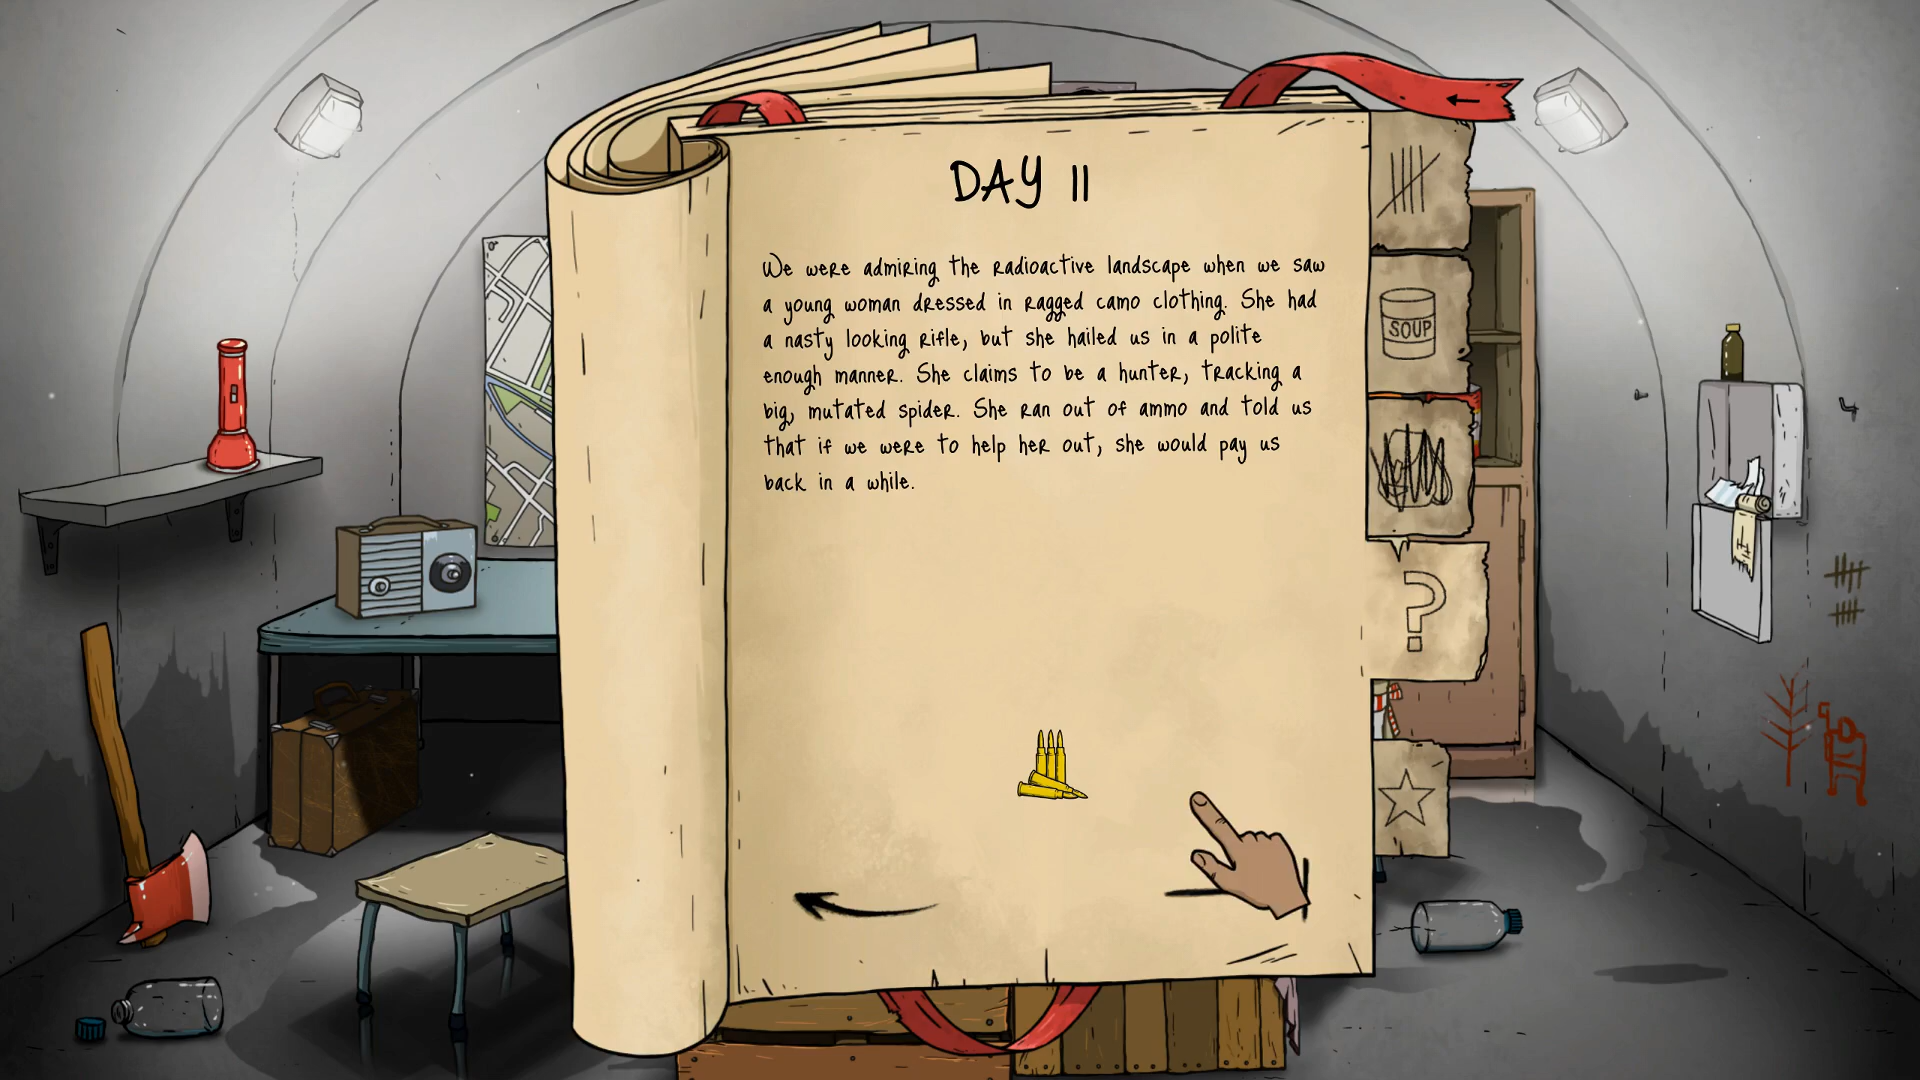 DAY 11
We were admiring the radioactive landscape when we saw
a young woman dressed in ragged camo clothing. She had
a nasty looking rifle, but she hailed us in a polite
enough manner. She claims to be a hunter, tracking a
big, mutated spider. She ran out of ammo and told us
that if we were to help her out, she would pay us
back in a while.
SOUP